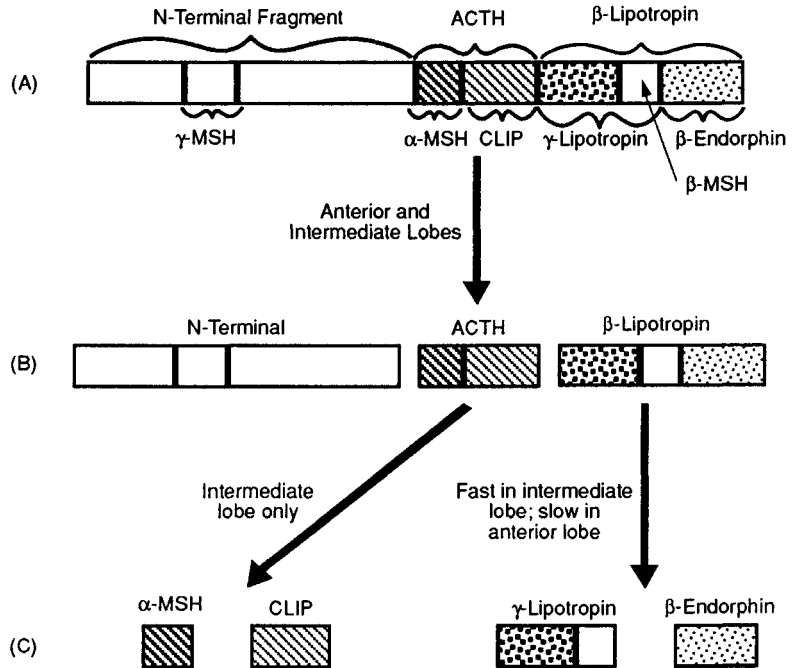 N-Terminal Fragment
ACTH
β-Lipotropin
(A)
γ-MSH
α-MSH
CLIP
γ-Lipotropin
β-Endorphin
β-MSH
Anterior and
Intermediate Lobes
N-Terminal
ACTH
β-Lipotropin
(B)
Intermediate
lobe only
Fast in intermediate
lobe; slow in
anterior lobe
α-MSH
CLIP
γ-Lipotropin
β-Endorphin
(C)